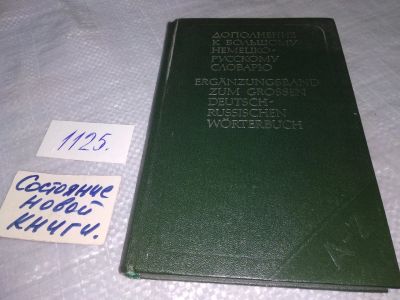 ДОПОЛНЕНИЕ
К БОЛЬШОМУ
НЕМЕЦКО-
РУССКОМУ
СЛОВАРЮ
ERGÄNZUNGSBAND
ZUM GROSSEN
DEUTSCH-
RUSSISCHEN
WÖRTERBUCH
A-Z
1125.
Состояние
новой
книги.